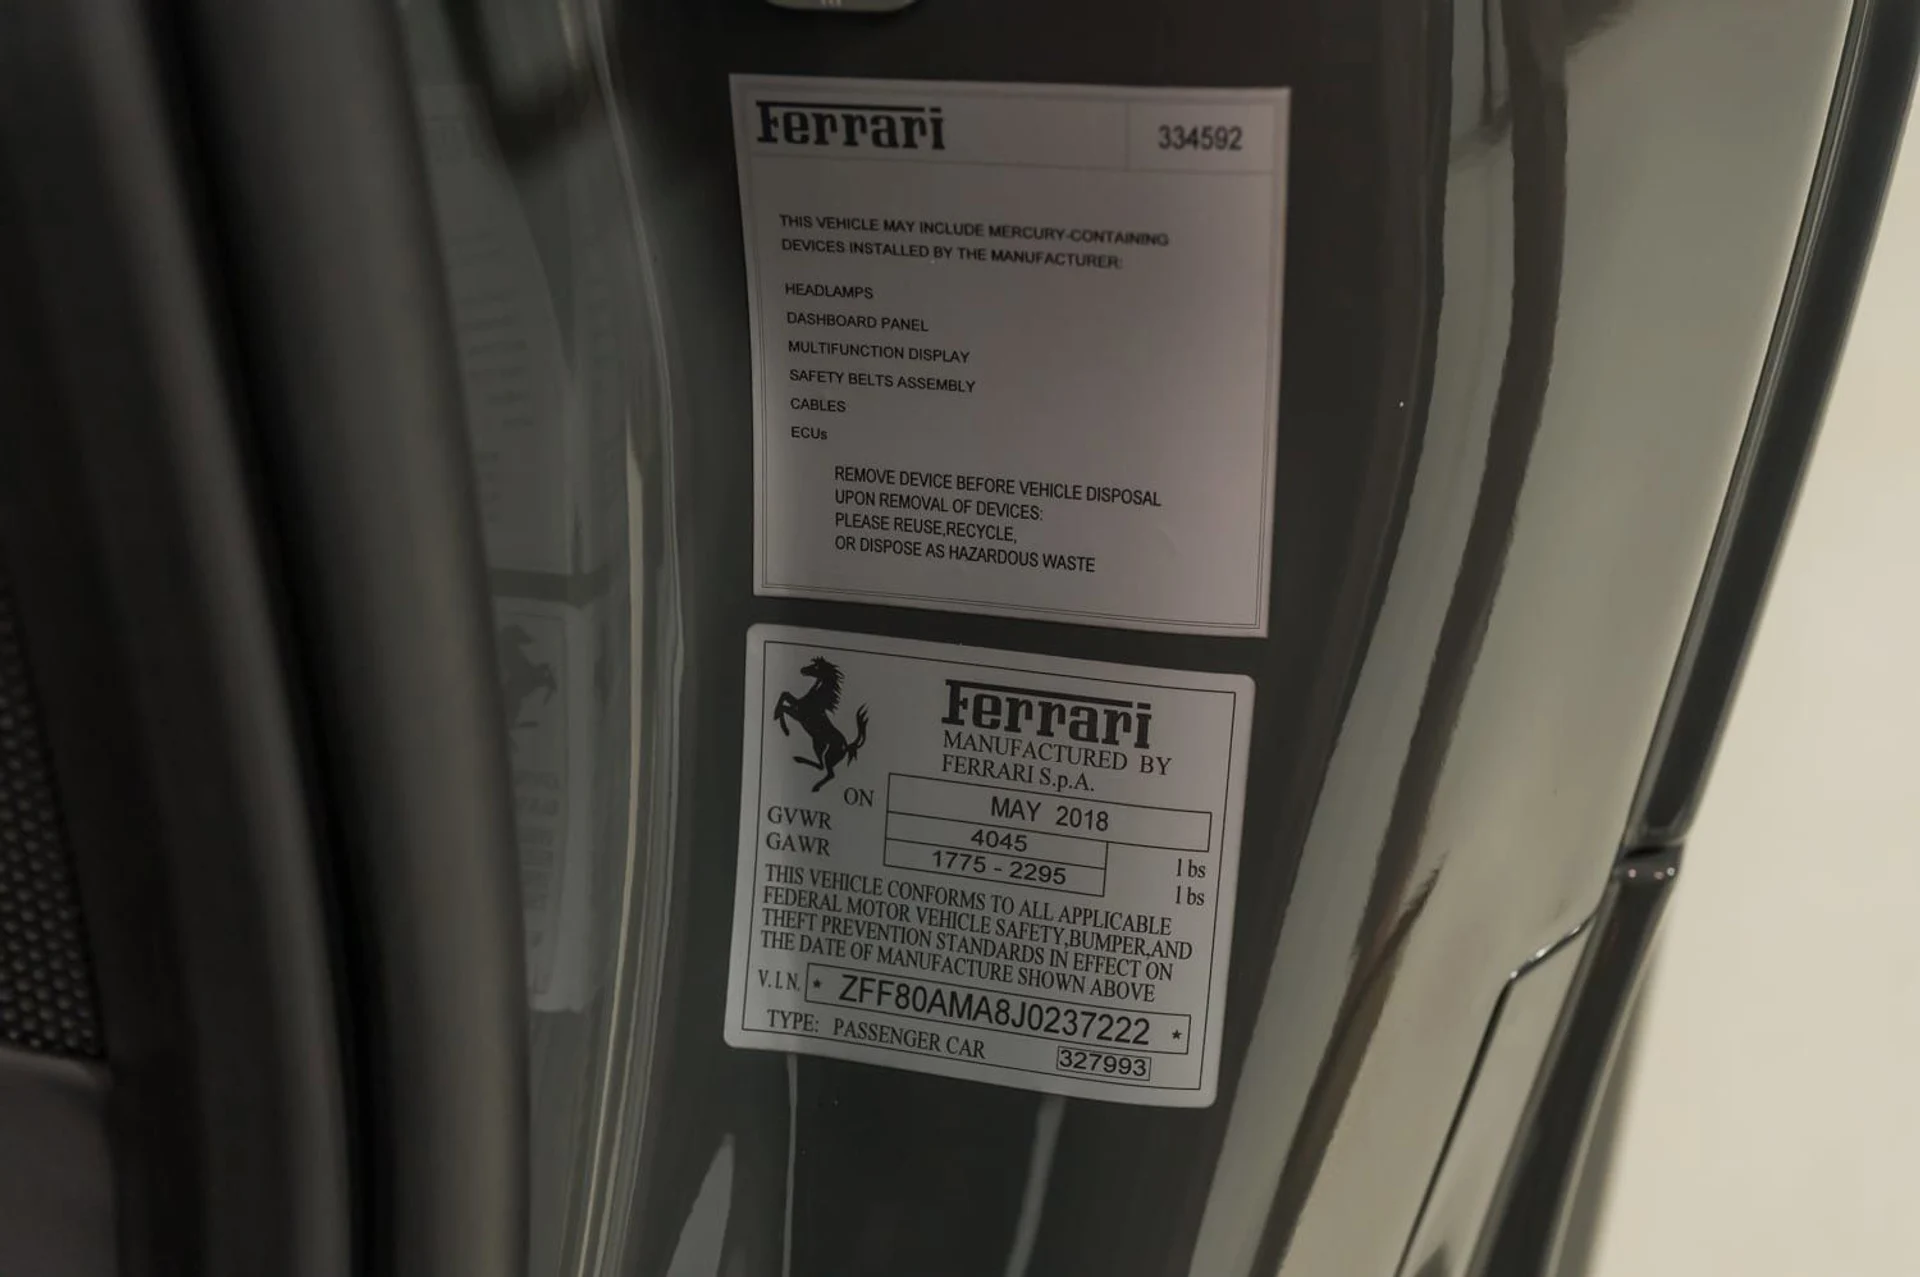 Ferrari 334592
THIS VEHICLE MAY INCLUDE MERCURY-CONTAINING
DEVICES INSTALLED BY THE MANUFACTURER:
HEADLAMPS
DASHBOARD PANEL
MULTIFUNCTION DISPLAY
SAFETY BELTS ASSEMBLY
CABLES
ECUs
REMOVE DEVICE BEFORE VEHICLE DISPOSAL
UPON REMOVAL OF DEVICES:
PLEASE REUSE,RECYCLE,
OR DISPOSE AS HAZARDOUS WASTE
Ferrari
MANUFACTURED BY
FERRARI S.p.A.
ON MAY 2018
GVWR 4045 lbs
GAWR 1775 - 2295 lbs
THIS VEHICLE CONFORMS TO ALL APPLICABLE
FEDERAL MOTOR VEHICLE SAFETY,BUMPER,AND
THEFT PREVENTION STANDARDS IN EFFECT ON
THE DATE OF MANUFACTURE SHOWN ABOVE
V.I.N. * ZFF80AMA8J0237222 *
TYPE: PASSENGER CAR 327993